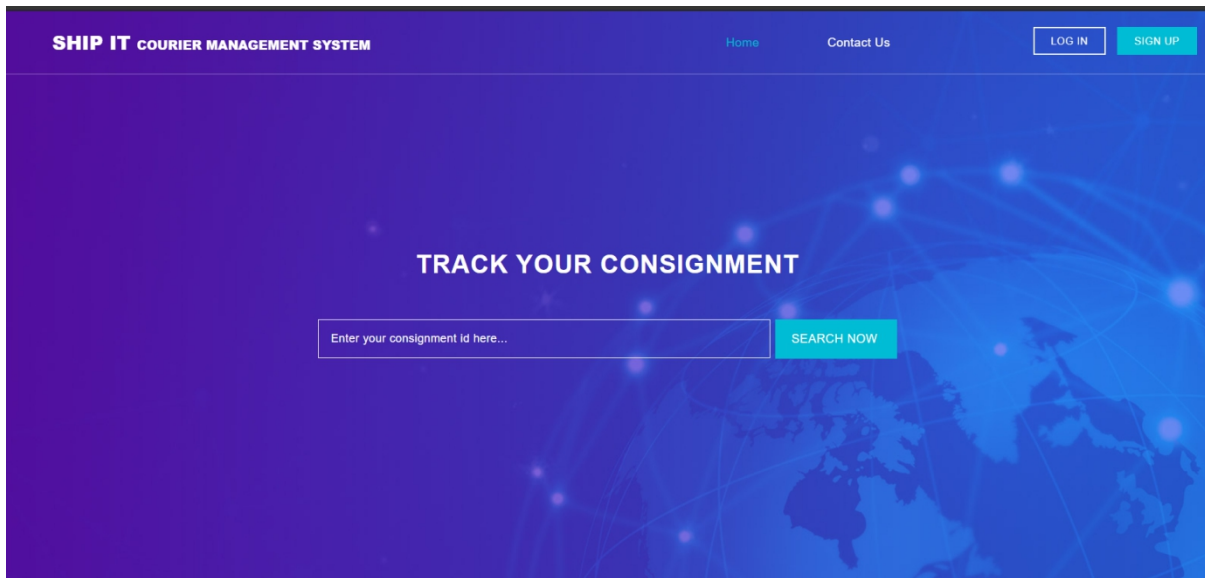 SHIP IT COURIER MANAGEMENT SYSTEM
Home
Contact Us
LOG IN
SIGN UP
TRACK YOUR CONSIGNMENT
Enter your consignment id here...
SEARCH NOW